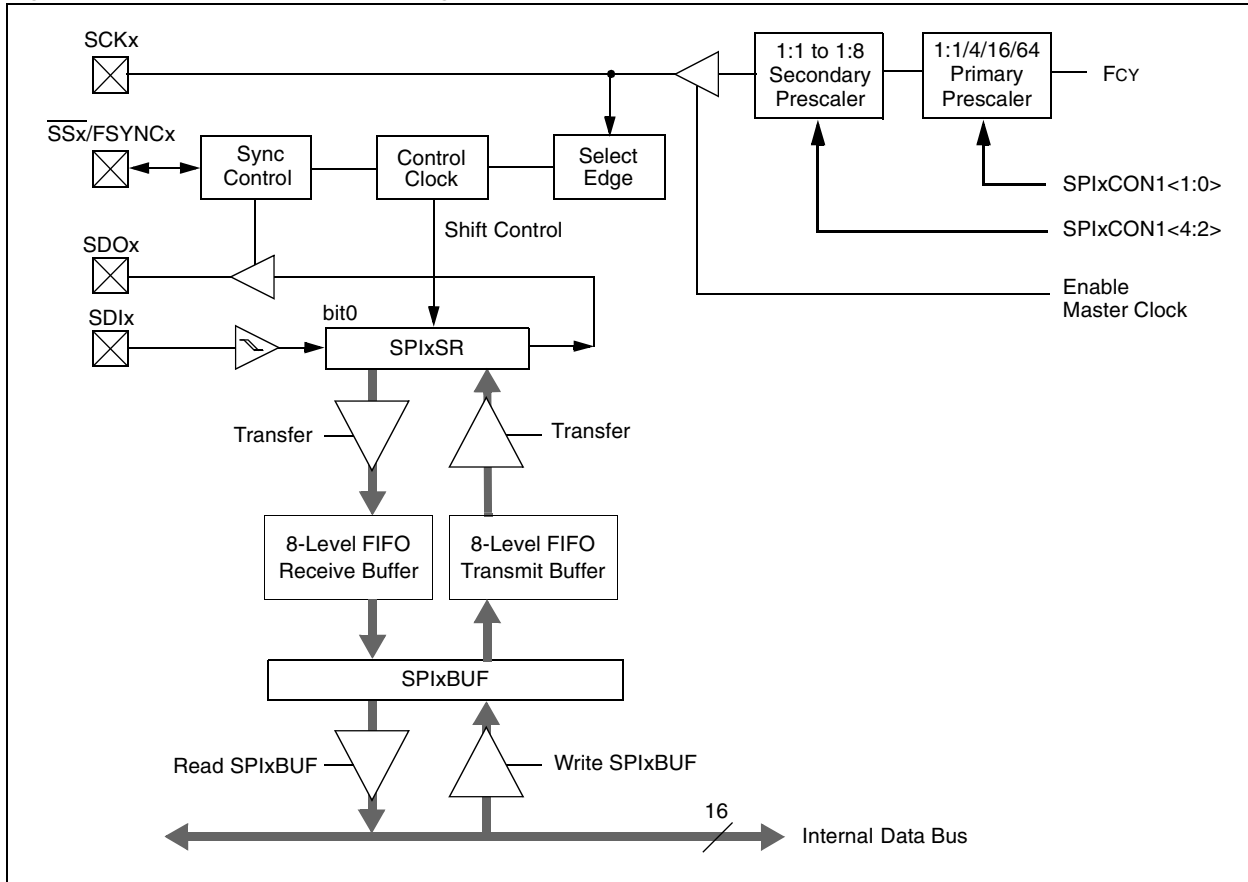 SCKx
1:1 to 1:8
Secondary
Prescaler
1:1/4/16/64
Primary
Prescaler
FCY
SSx/FSYNCx
Sync
Control
Control
Clock
Select
Edge
SPIxCON1<1:0>
SPIxCON1<4:2>
Shift Control
SDOx
Enable
Master Clock
SDIx
bit0
SPIxSR
Transfer
Transfer
8-Level FIFO
Receive Buffer
8-Level FIFO
Transmit Buffer
SPIxBUF
Read SPIxBUF
Write SPIxBUF
16
Internal Data Bus